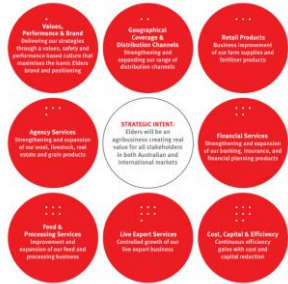 Values,
Performance & Brand
Delivering our strategies
through a values, safety and
performance based culture that
maximises the iconic Elders
brand and positioning
Geographical
Coverage &
Distribution Channels
Strengthening and
expanding our range of
distribution channels
Retail Products
Business improvement
of our farm supplies and
fertiliser products
Agency Services
Strengthening and expansion
of our wool, livestock, real
estate and grain products
STRATEGIC INTENT:
Elders will be an
agribusiness creating real
value for all stakeholders
in both Australian and
international markets
Financial Services
Strengthening and expansion
of our banking, insurance, and
financial planning products
Feed &
Processing Services
Improvement and
expansion of our feed and
processing business
Live Export Services
Controlled growth of our
live export business
Cost, Capital & Efficiency
Continuous efficiency
gains with cost and
capital reduction